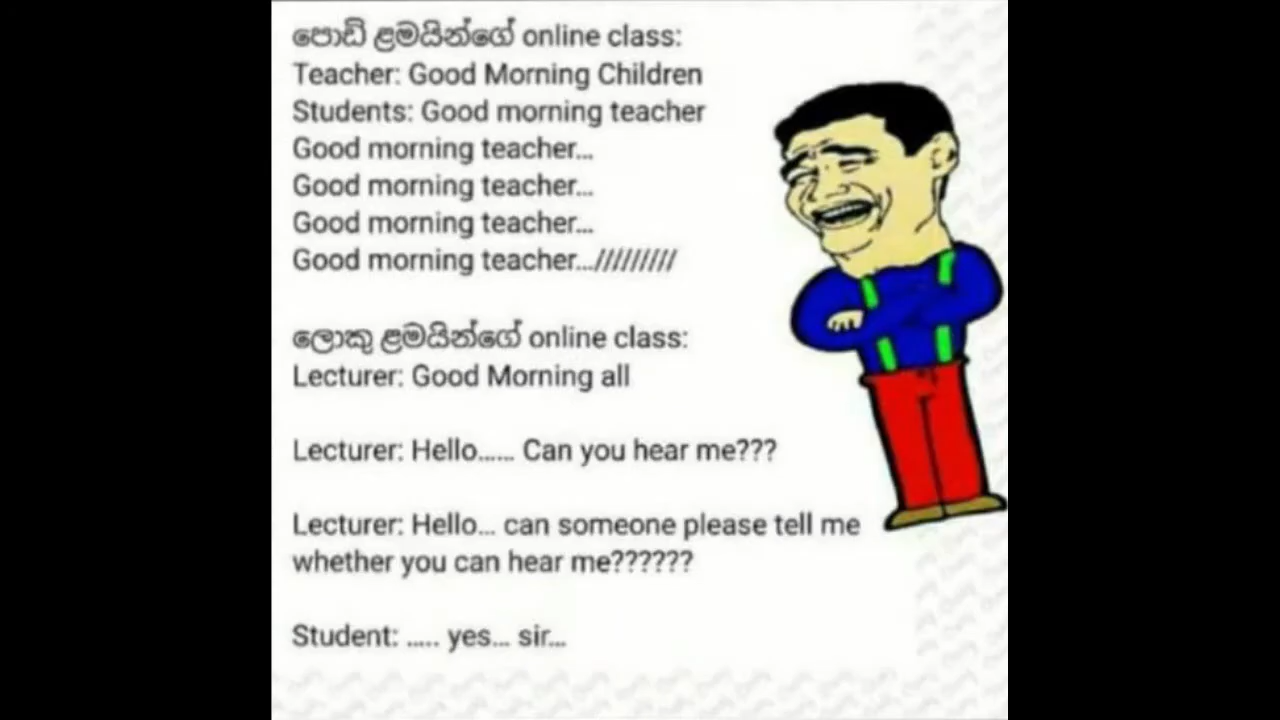 පොඩි ළමයින්ගේ online class:
Teacher: Good Morning Children
Students: Good morning teacher
Good morning teacher...
Good morning teacher...
Good morning teacher...
Good morning teacher.../////////
ලොකු ළමයින්ගේ online class:
Lecturer: Good Morning all
Lecturer: Hello...... Can you hear me???
Lecturer: Hello... can someone please tell me
whether you can hear me??????
Student: ..... yes... sir...